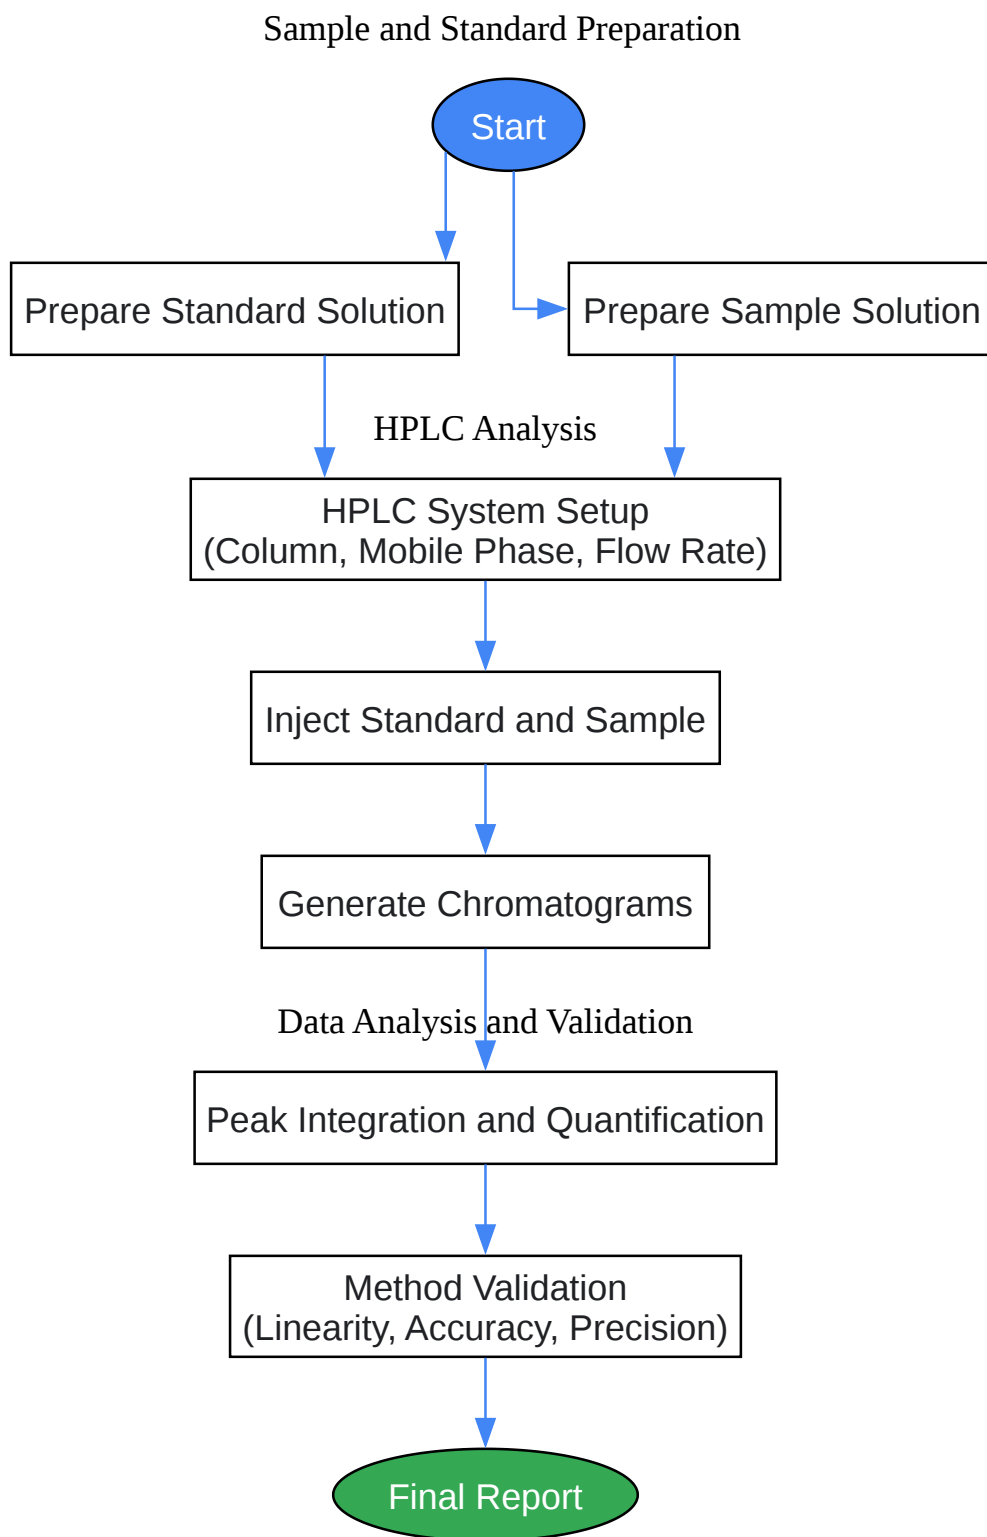 Sample and Standard Preparation
Start
Prepare Standard Solution
Prepare Sample Solution
HPLC Analysis
HPLC System Setup
(Column, Mobile Phase, Flow Rate)
Inject Standard and Sample
Generate Chromatograms
Data Analysis and Validation
Peak Integration and Quantification
Method Validation
(Linearity, Accuracy, Precision)
Final Report